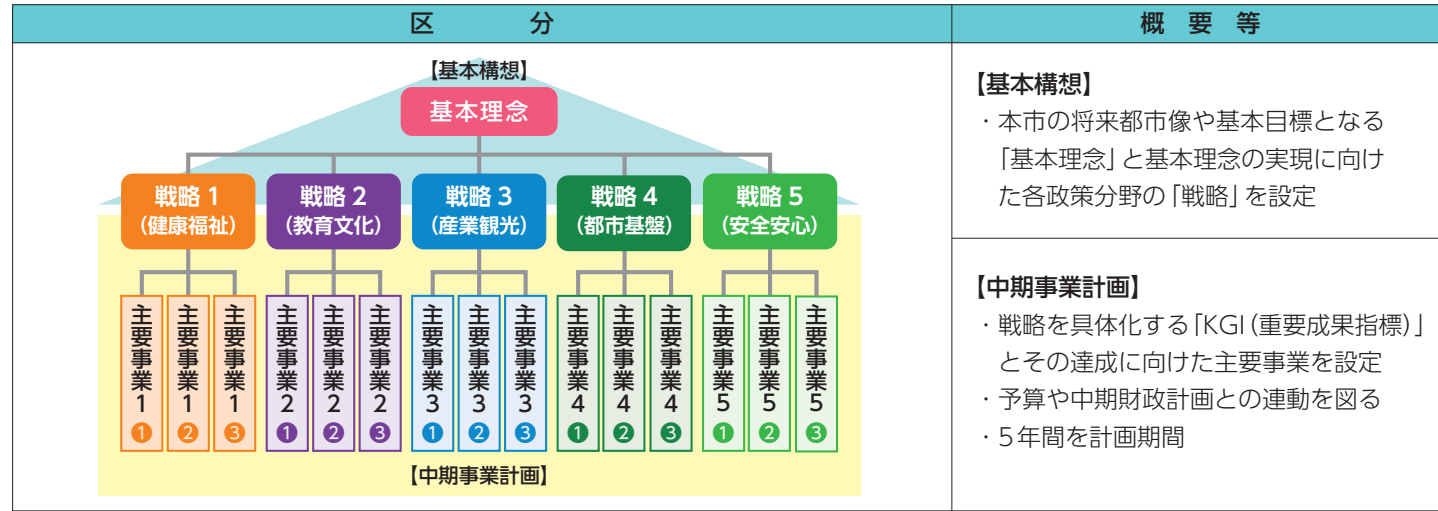 区　分
概　要　等
【基本構想】
基本理念
戦略 1
（健康福祉）
戦略 2
（教育文化）
戦略 3
（産業観光）
戦略 4
（都市基盤）
戦略 5
（安全安心）
主要事業1❶
主要事業1❷
主要事業1❸
主要事業2❶
主要事業2❷
主要事業2❸
主要事業3❶
主要事業3❷
主要事業3❸
主要事業4❶
主要事業4❷
主要事業4❸
主要事業5❶
主要事業5❷
主要事業5❸
【中期事業計画】
【基本構想】
・本市の将来都市像や基本目標となる
「基本理念」と基本理念の実現に向け
た各政策分野の「戦略」を設定
【中期事業計画】
・戦略を具体化する「KGI（重要成果指標）」
とその達成に向けた主要事業を設定
・予算や中期財政計画との連動を図る
・5年間を計画期間